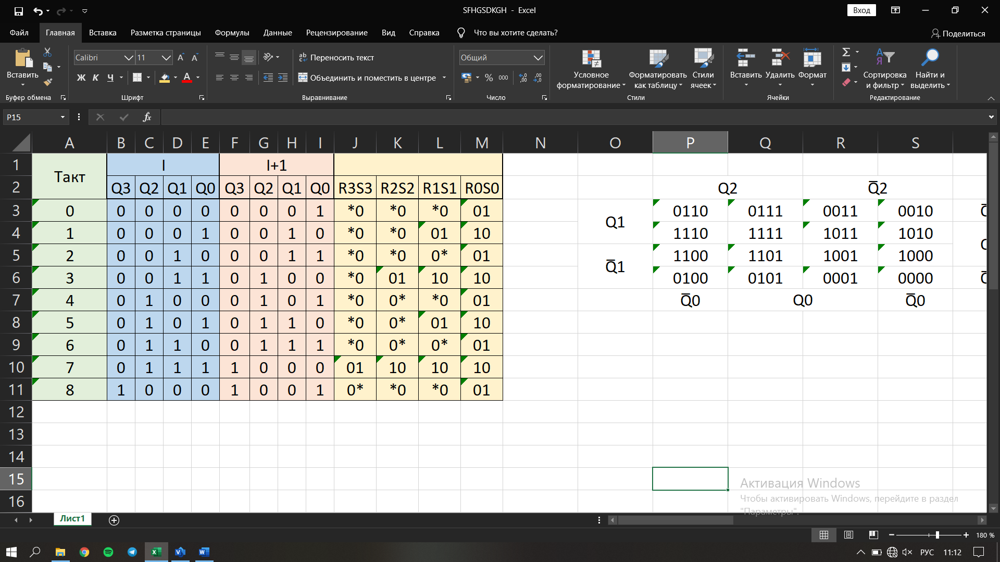 SFHGSDKGH - Excel
Вход
Файл Главная Вставка Разметка страницы Формулы Данные Рецензирование Вид Справка Что вы хотите сделать? Поделиться
Вставить
Буфер обмена
Calibri 11
Ж К Ч
Шрифт
Переносить текст
Объединить и поместить в центре
Выравнивание
Общий
% 000
Число
Условное форматирование
Форматировать как таблицу
Стили ячеек
Стили
Вставить Удалить Формат
Ячейки
Сортировка и фильтр
Найти и выделить
Редактирование
P15 fx
A B C D E F G H I J K L M N O P Q R S
1 Такт I I+1
2 Q3 Q2 Q1 Q0 Q3 Q2 Q1 Q0 R3S3 R2S2 R1S1 R0S0 Q2 Q̅2
3 0 0 0 0 0 0 0 0 1 *0 *0 *0 01 Q1 0110 0111 0011 0010
4 1 0 0 0 1 0 0 1 0 *0 *0 01 10 1110 1111 1011 1010
5 2 0 0 1 0 0 0 1 1 *0 *0 0* 01 Q̅1 1100 1101 1001 1000
6 3 0 0 1 1 0 1 0 0 *0 01 10 10 0100 0101 0001 0000
7 4 0 1 0 0 0 1 0 1 *0 0* *0 01 Q̅0 Q0 Q̅0
8 5 0 1 0 1 0 1 1 0 *0 0* 01 10
9 6 0 1 1 0 0 1 1 1 *0 0* 0* 01
10 7 0 1 1 1 1 0 0 0 01 10 10 10
11 8 1 0 0 0 1 0 0 1 0* *0 *0 01
12
13
14
15
16
Активация Windows
Чтобы активировать Windows, перейдите в раздел
"Параметры".
Лист1
180 %
РУС 11:12